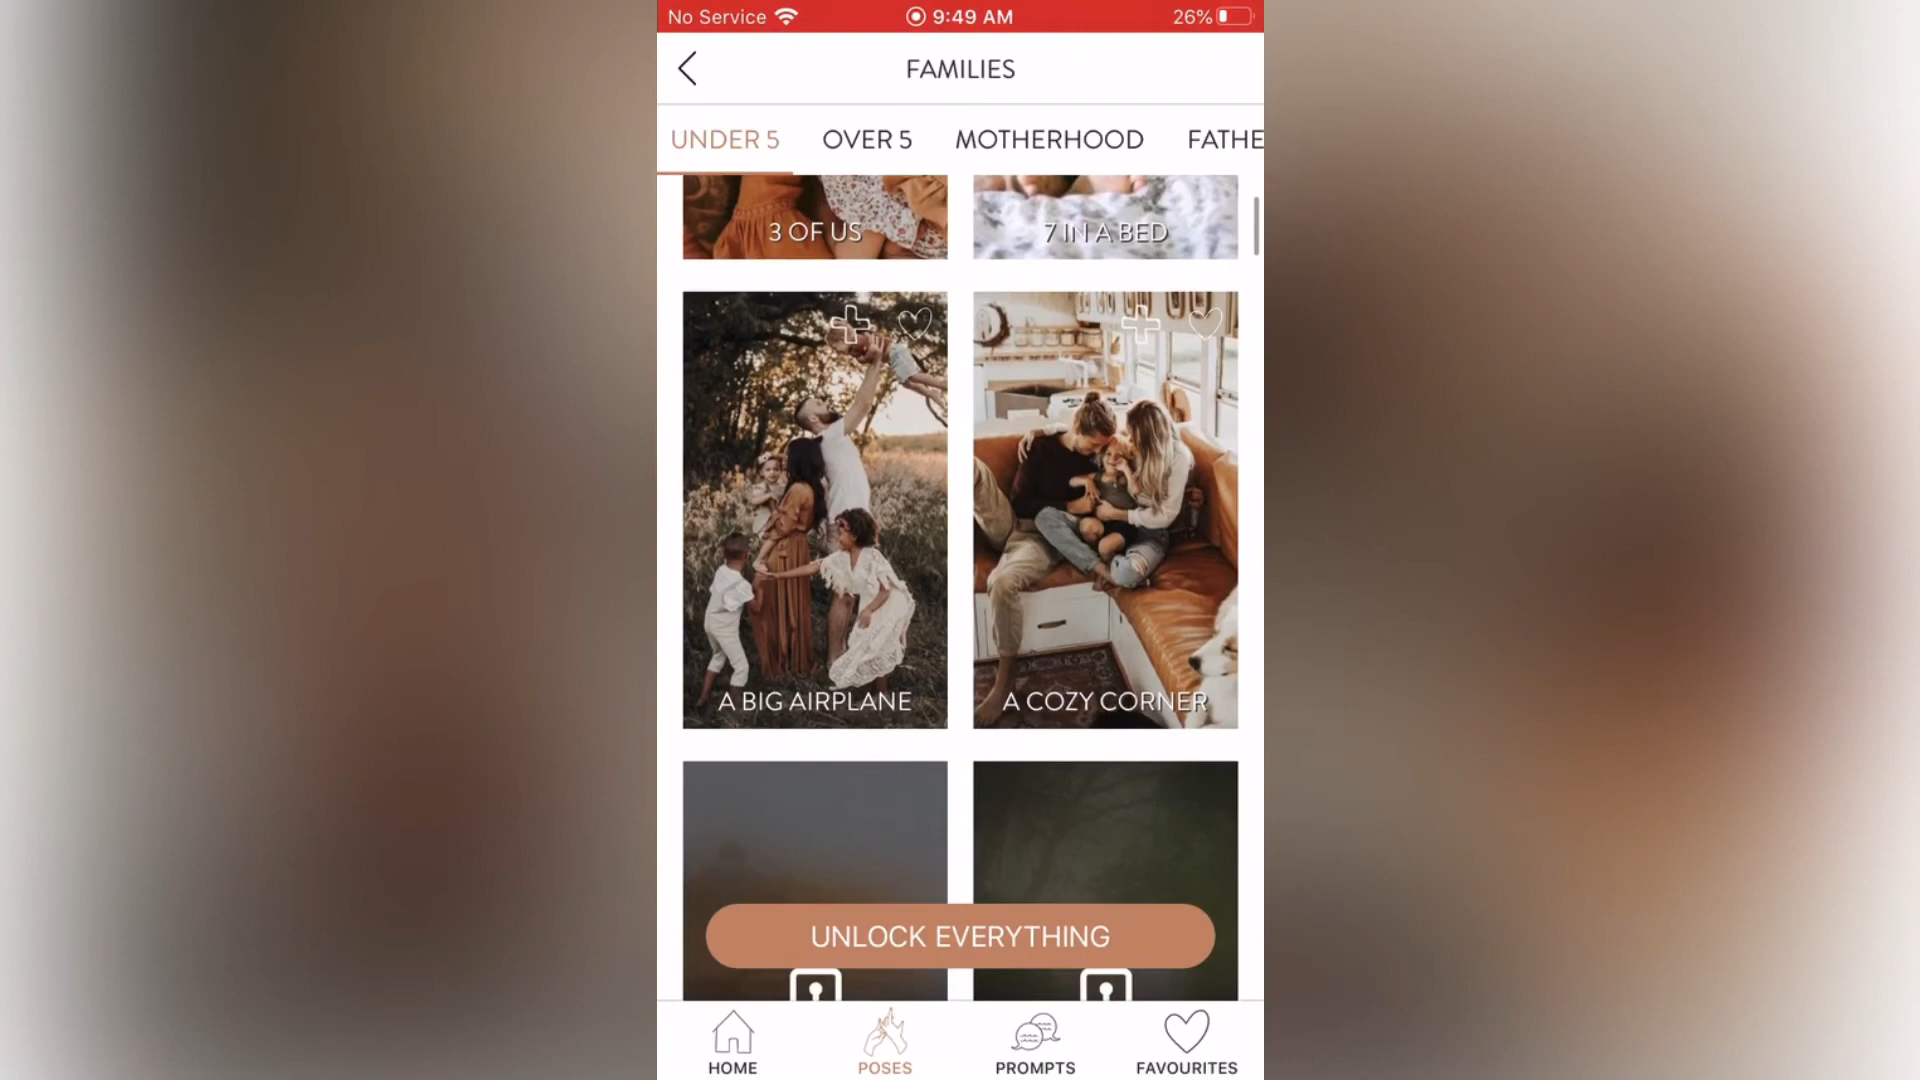 No Service 9:49 AM 26%
FAMILIES
UNDER 5 OVER 5 MOTHERHOOD FATHE
3 OF US 7 IN A BED
A BIG AIRPLANE A COZY CORNER
UNLOCK EVERYTHING
HOME POSES PROMPTS FAVOURITES